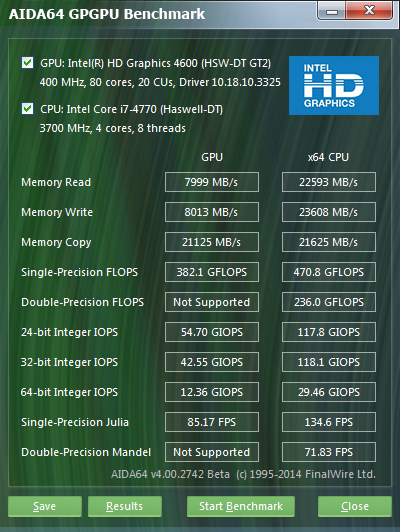 AIDA64 GPGPU Benchmark
GPU: Intel(R) HD Graphics 4600 (HSW-DT GT2)
400 MHz, 80 cores, 20 CUs, Driver 10.18.10.3325
CPU: Intel Core i7-4770 (Haswell-DT)
3700 MHz, 4 cores, 8 threads
INTEL
HD
GRAPHICS
GPU x64 CPU
Memory Read 7999 MB/s 22593 MB/s
Memory Write 8013 MB/s 23608 MB/s
Memory Copy 21125 MB/s 21625 MB/s
Single-Precision FLOPS 382.1 GFLOPS 470.8 GFLOPS
Double-Precision FLOPS Not Supported 236.0 GFLOPS
24-bit Integer IOPS 54.70 GIOPS 117.8 GIOPS
32-bit Integer IOPS 42.55 GIOPS 118.1 GIOPS
64-bit Integer IOPS 12.36 GIOPS 29.46 GIOPS
Single-Precision Julia 85.17 FPS 134.6 FPS
Double-Precision Mandel Not Supported 71.83 FPS
AIDA64 v4.00.2742 Beta (c) 1995-2014 FinalWire Ltd.
Save Results Start Benchmark Close